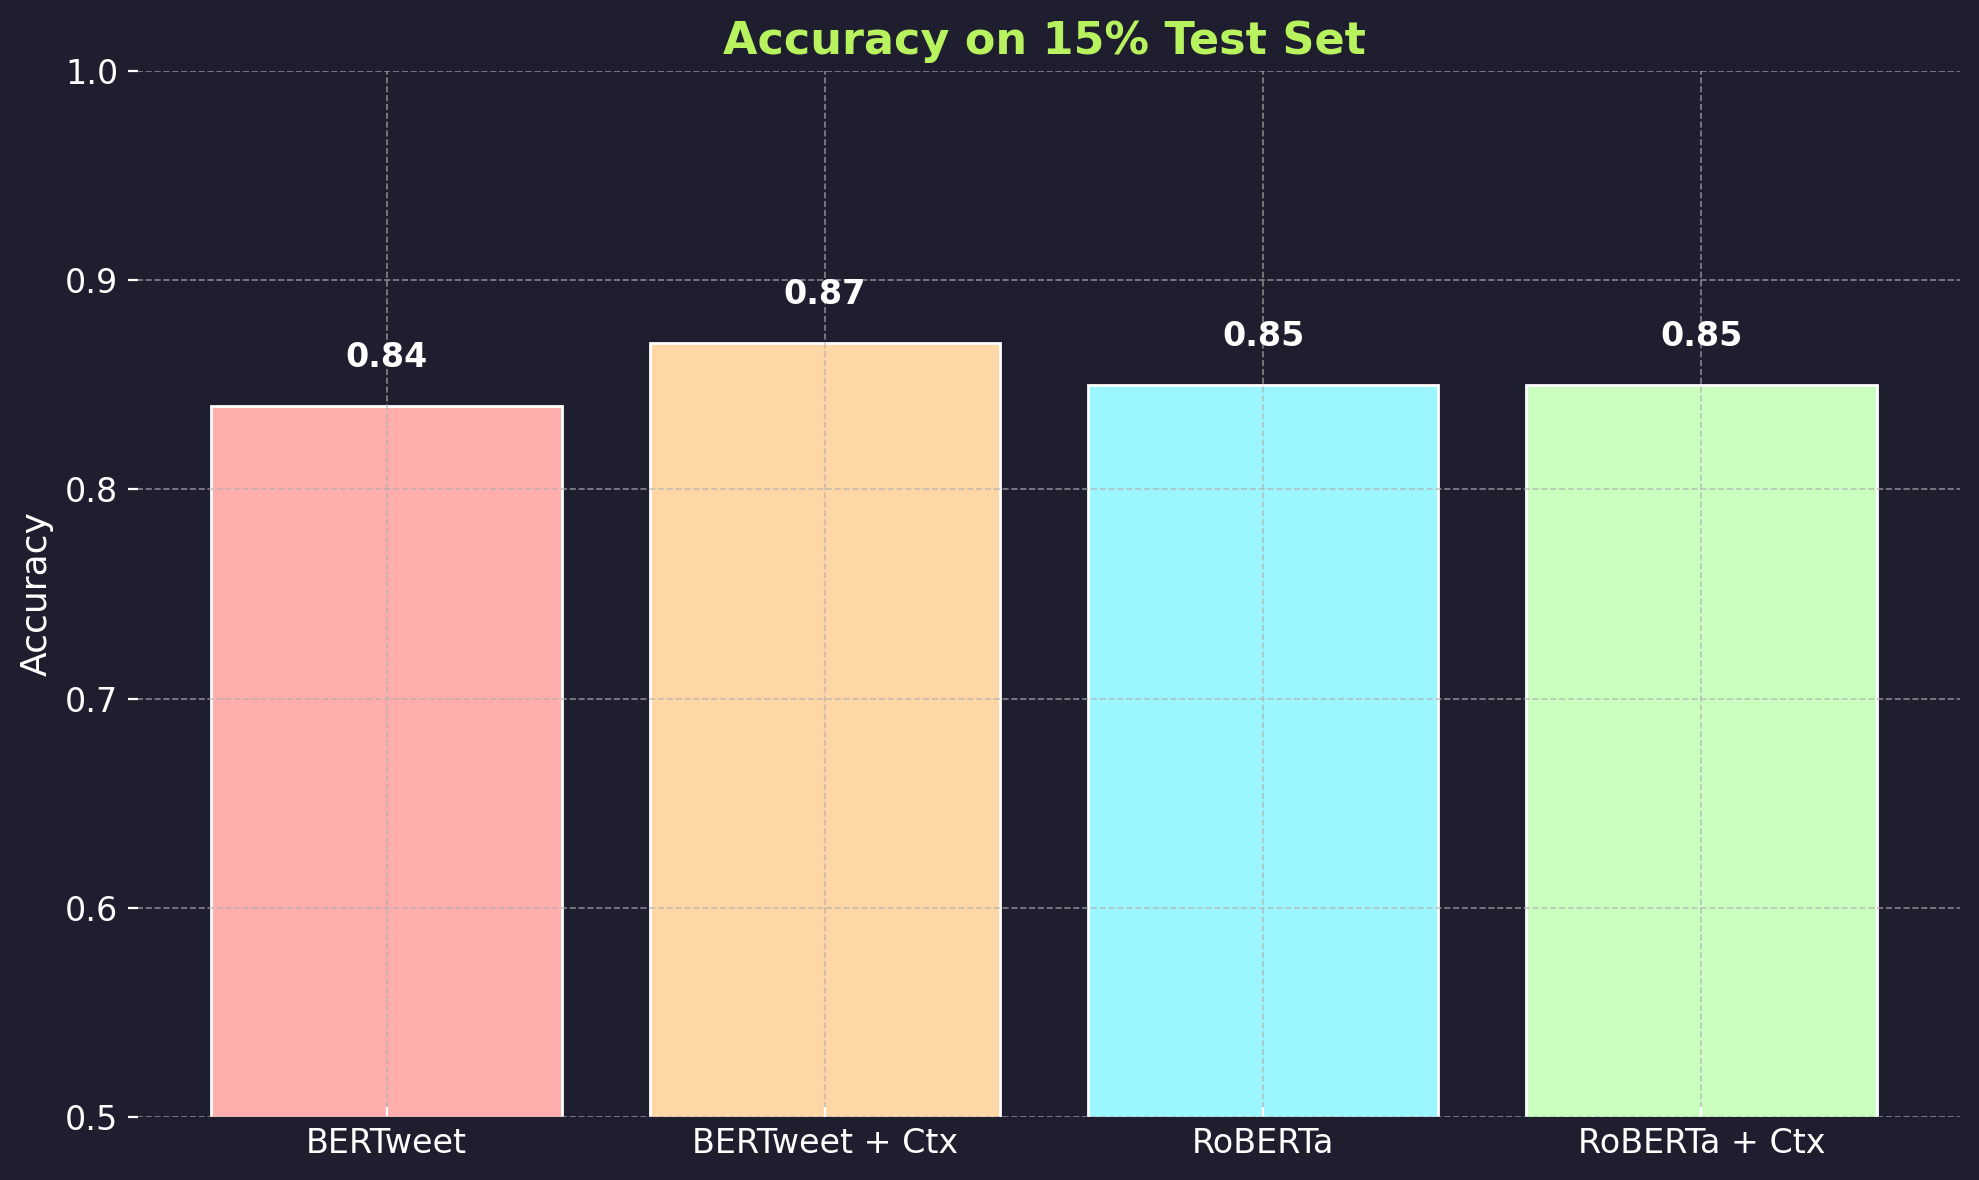 Accuracy on 15% Test Set
1.0
0.9
0.8
0.7
0.6
0.5
Accuracy
0.84
0.87
0.85
0.85
BERTweet
BERTweet + Ctx
RoBERTa
RoBERTa + Ctx